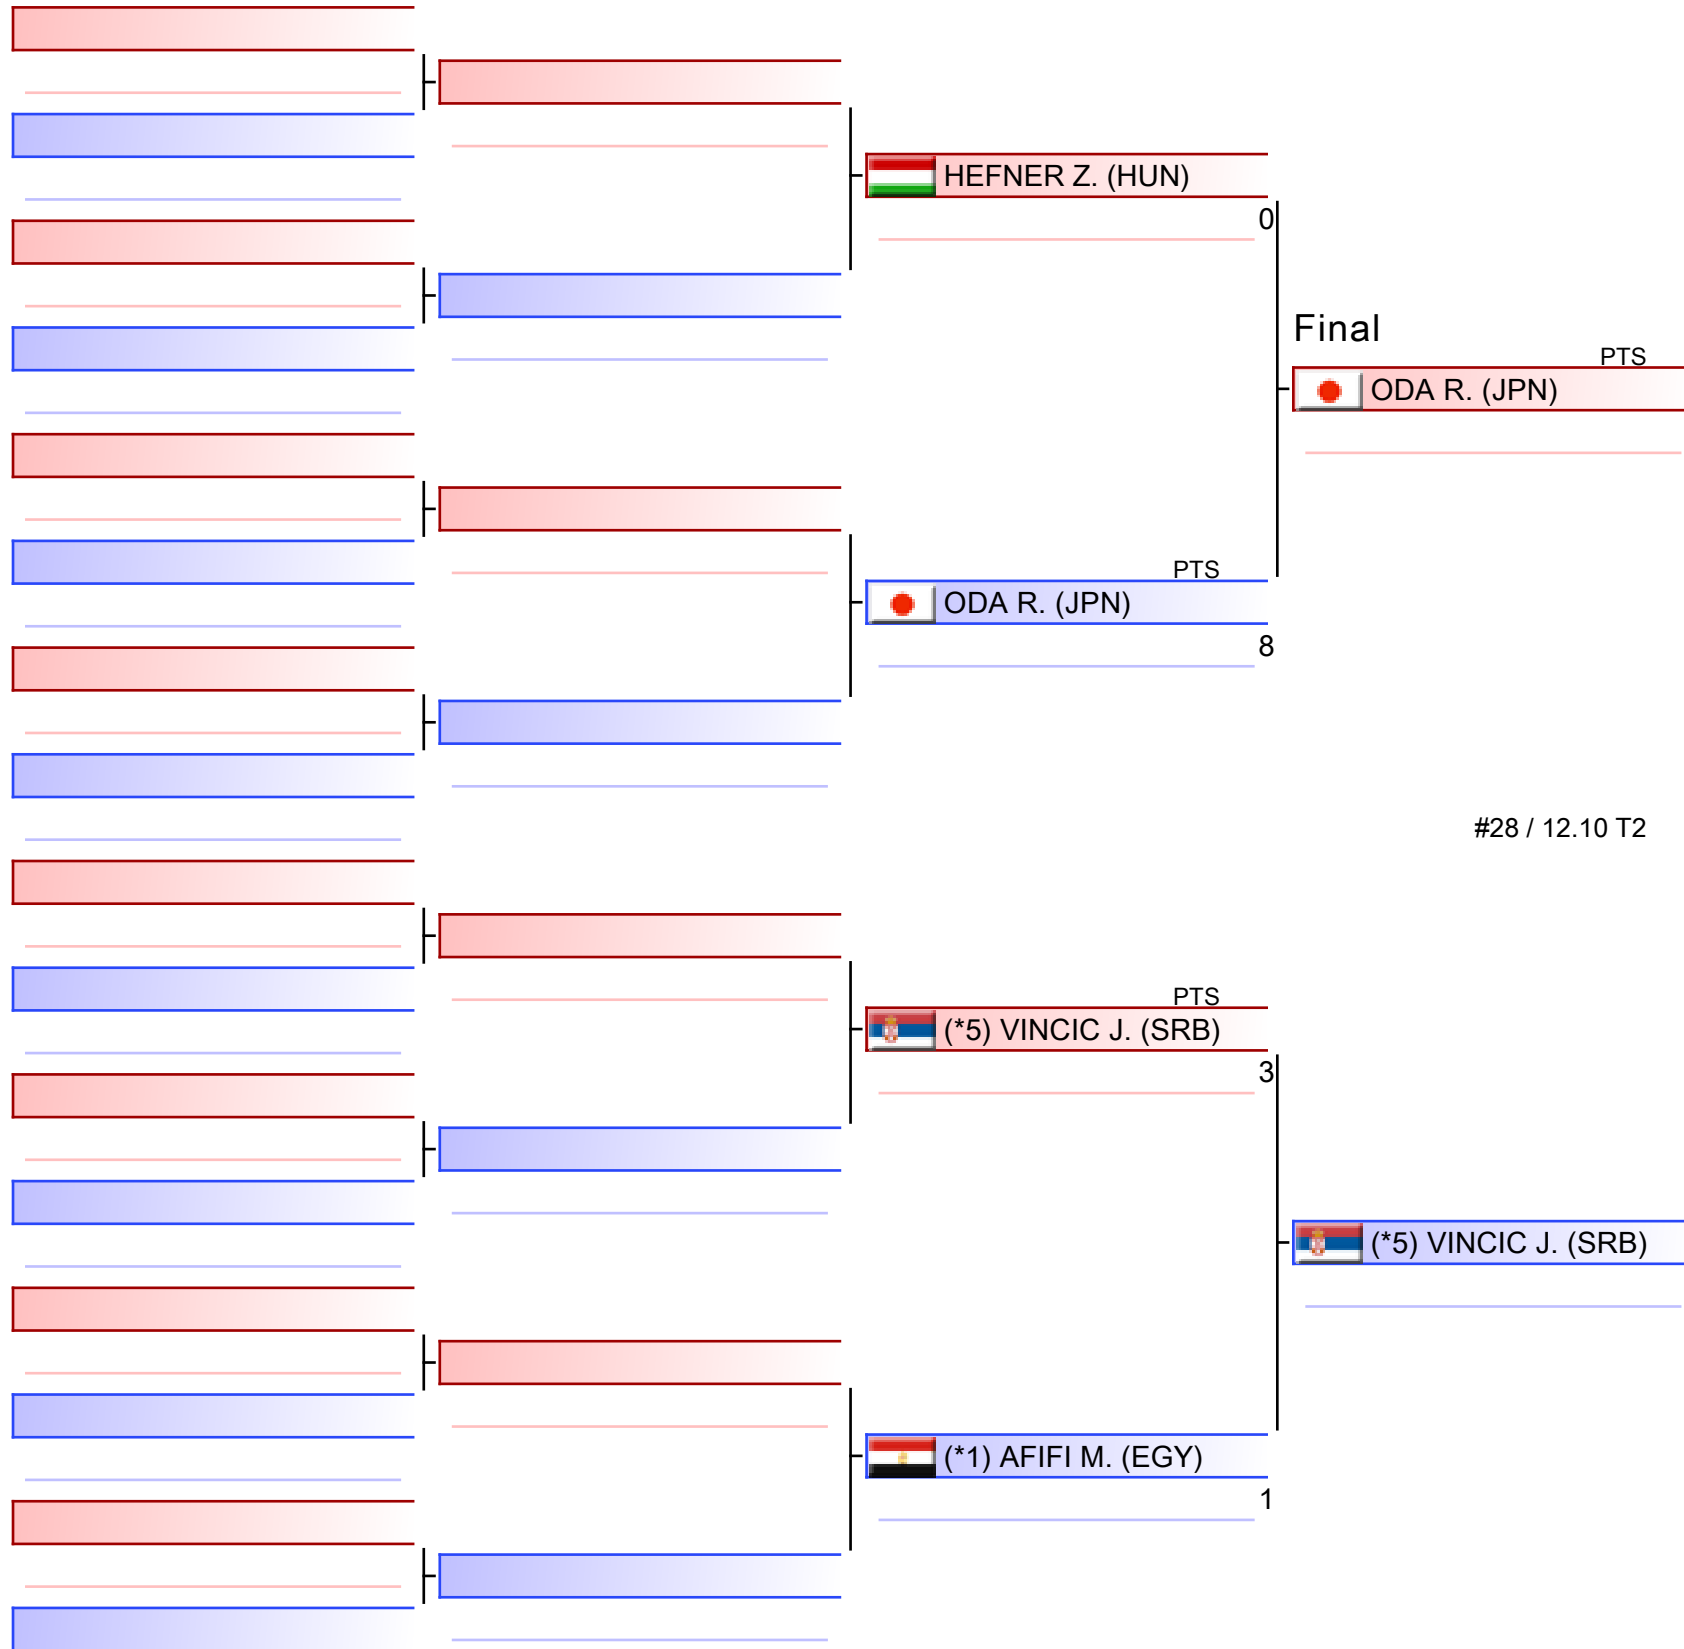 HEFNER Z. (HUN)
0
Final
PTS
ODA R. (JPN)
PTS
ODA R. (JPN)
8
#28 / 12.10 T2
PTS
(*5) VINCIC J. (SRB)
3
(*5) VINCIC J. (SRB)
(*1) AFIFI M. (EGY)
1